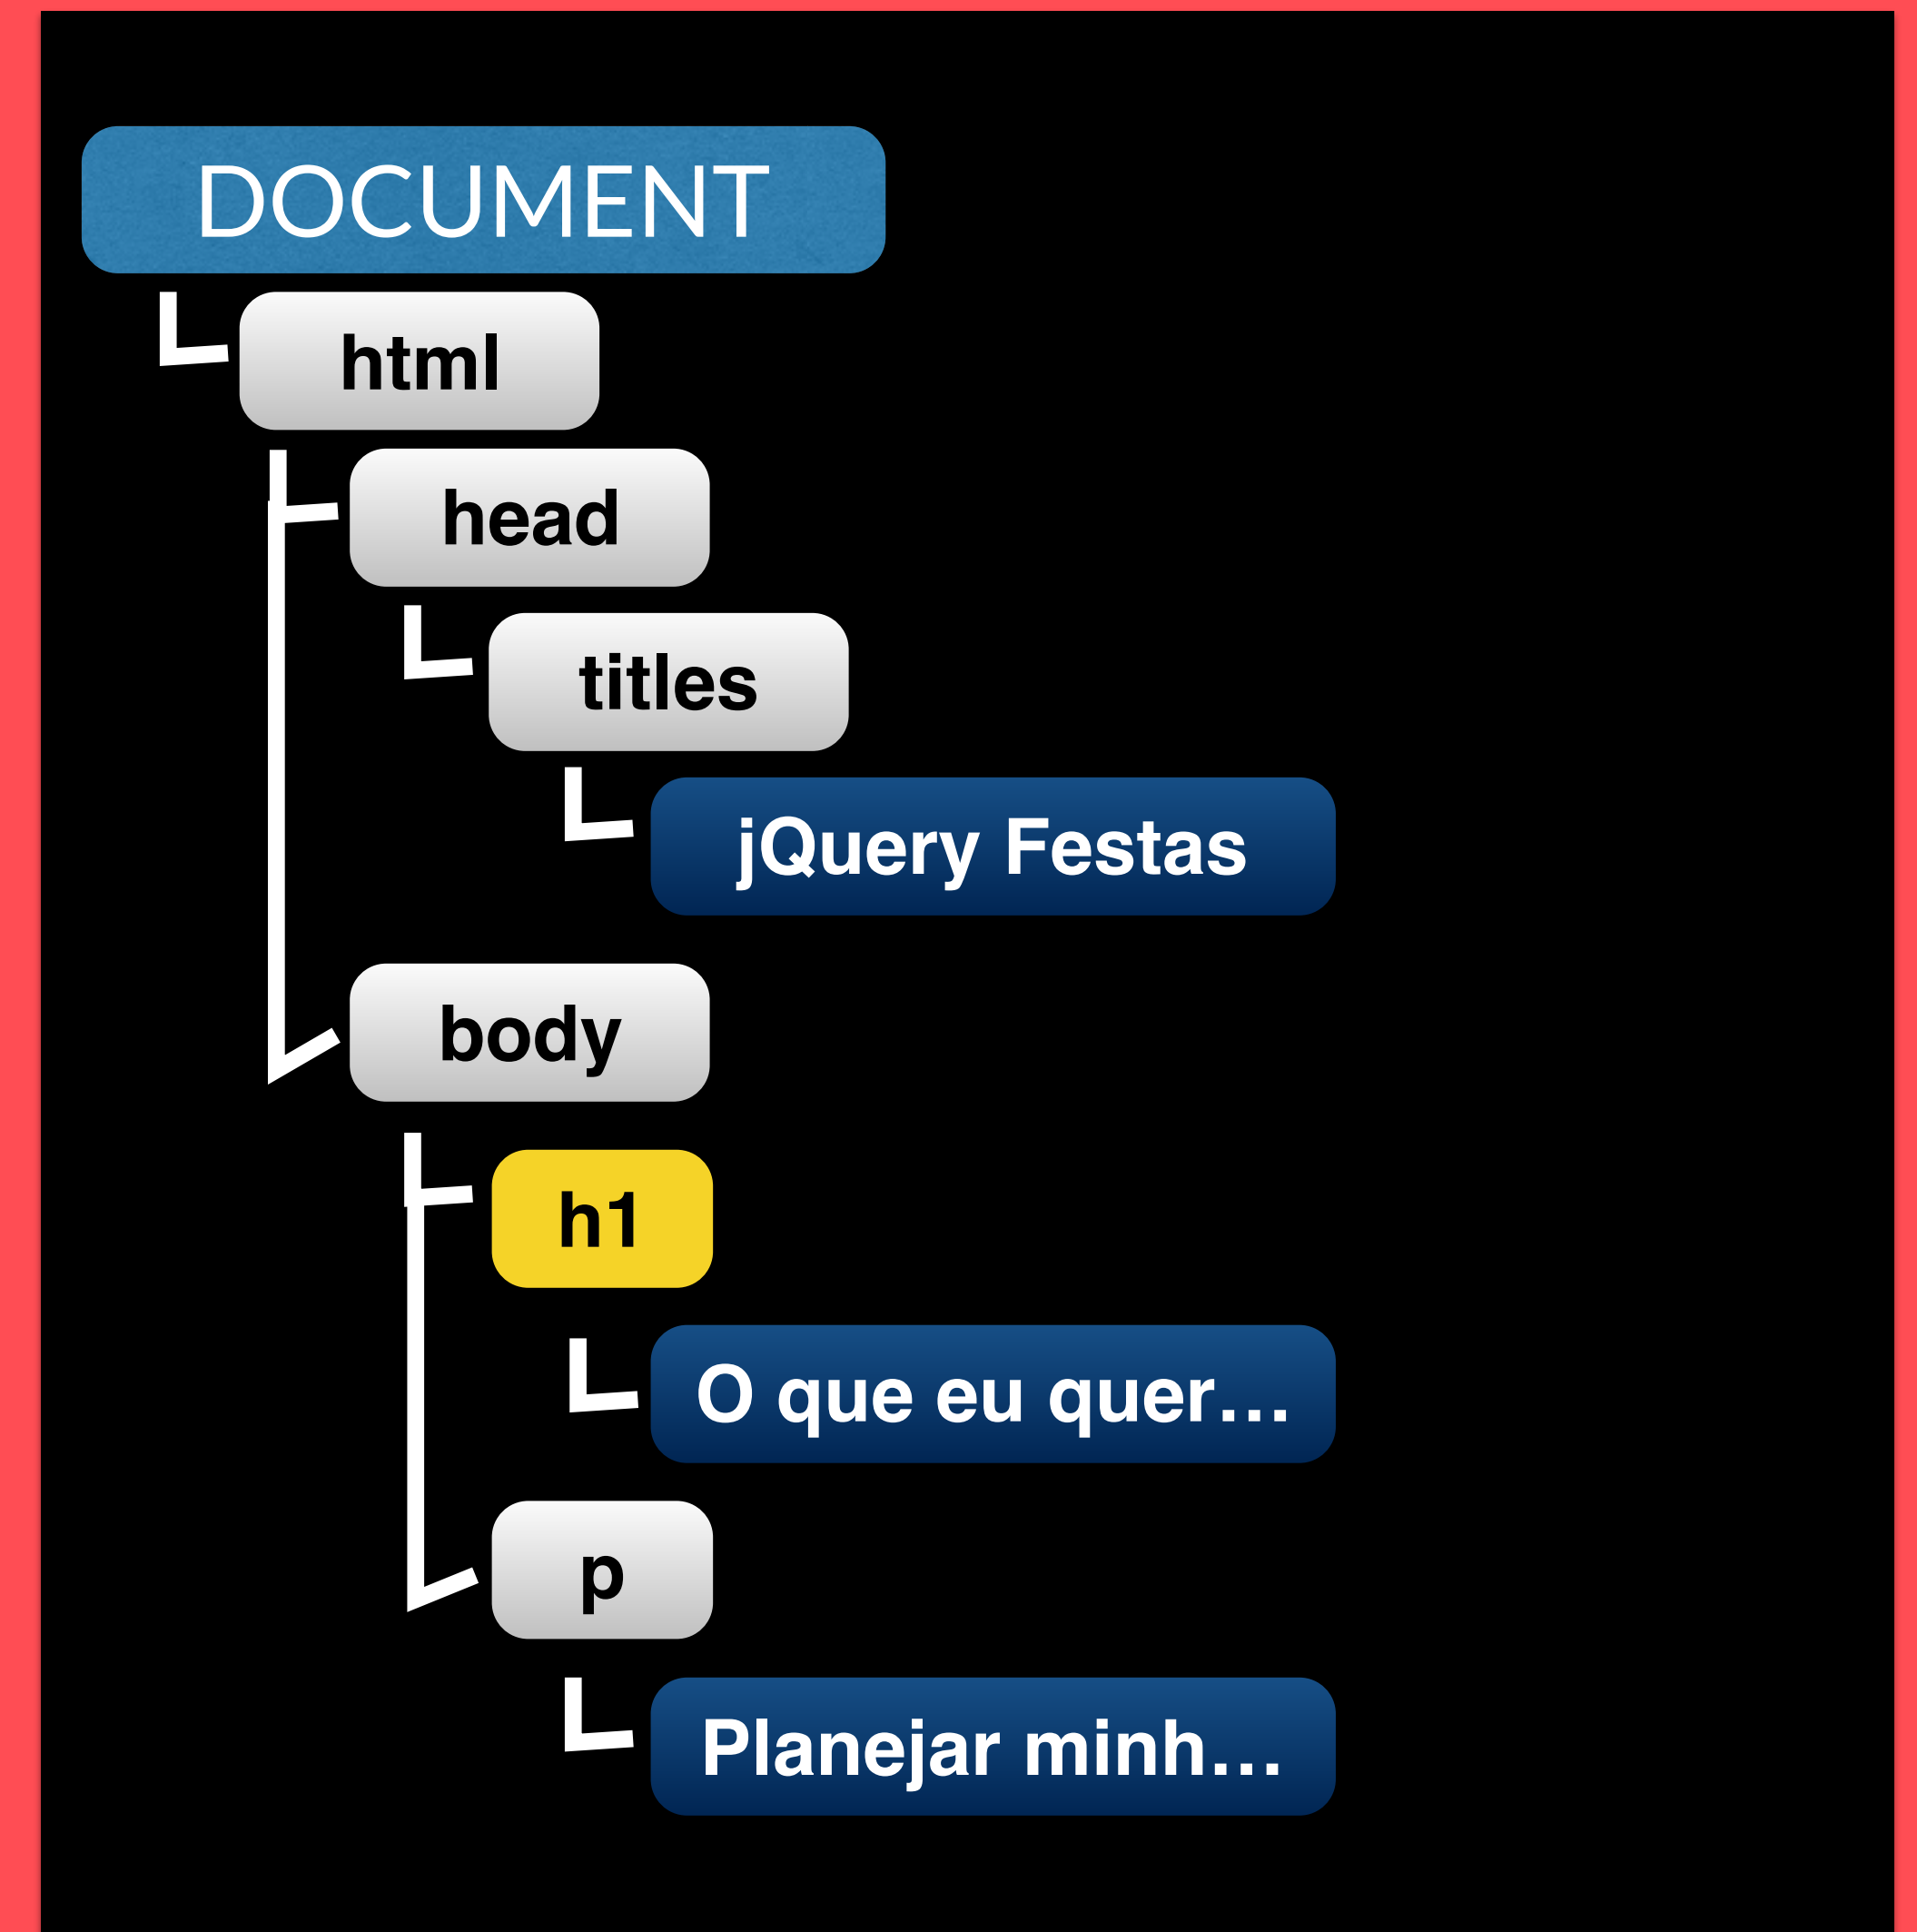 DOCUMENT
html
head
titles
jQuery Festas
body
h1
O que eu quer...
p
Planejar minh...